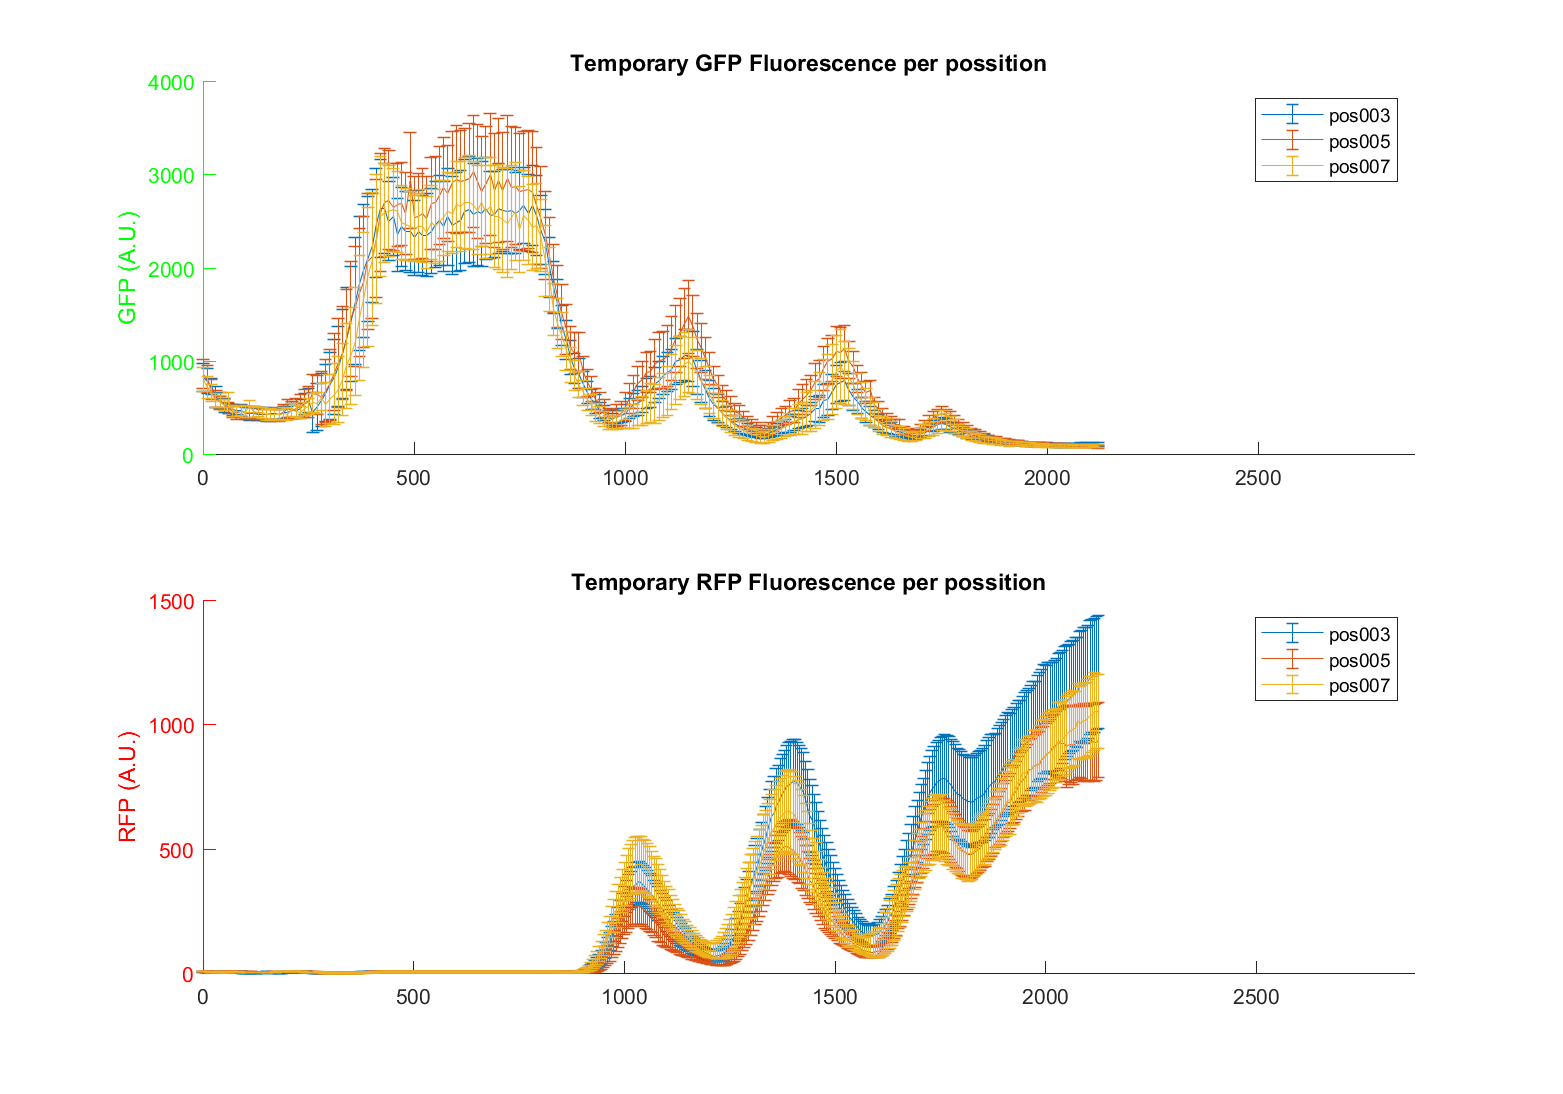 Temporary GFP Fluorescence per possition
GFP (A.U.)
4000
3000
2000
1000
0
0 500 1000 1500 2000 2500
pos003
pos005
pos007
Temporary RFP Fluorescence per possition
RFP (A.U.)
1500
1000
500
0
0 500 1000 1500 2000 2500
pos003
pos005
pos007